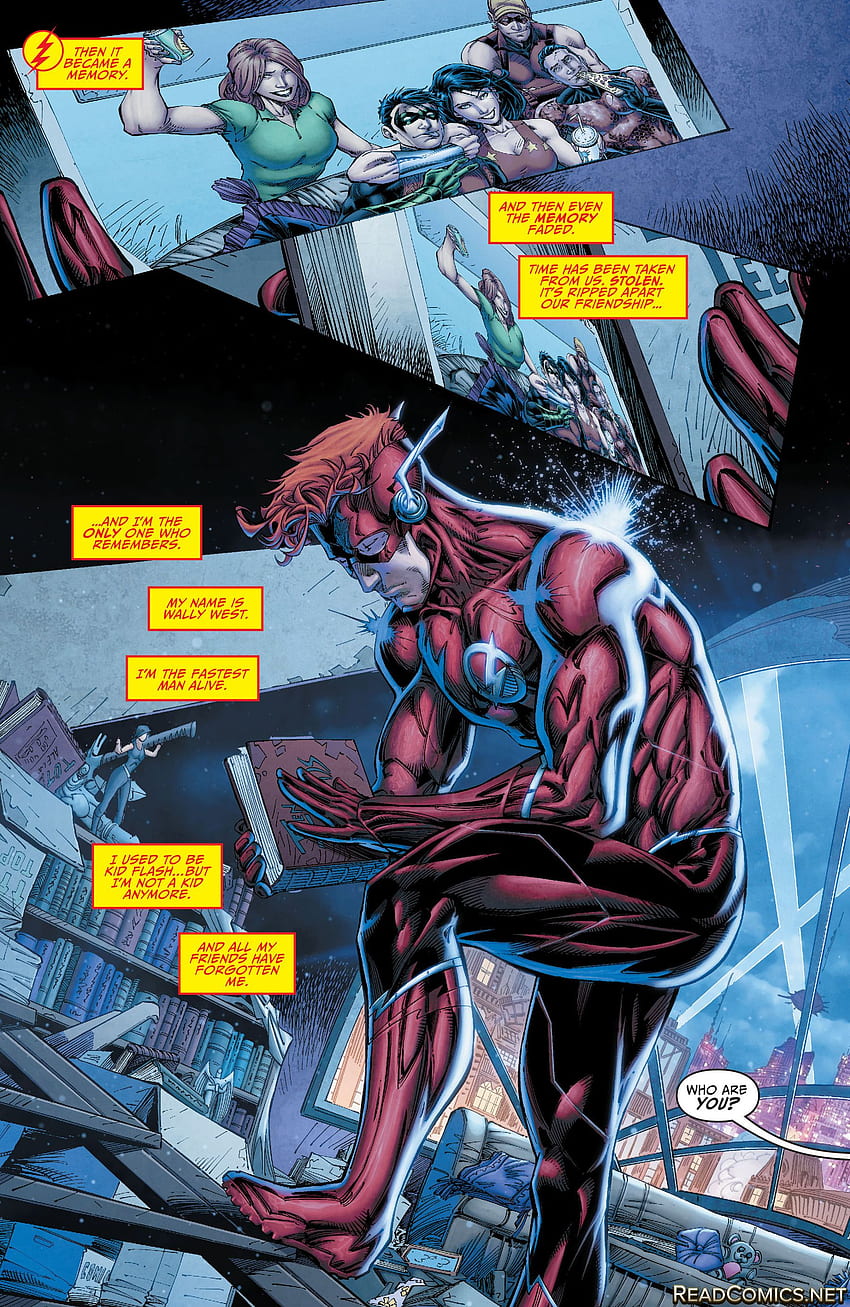 THEN IT
BECAME A
MEMORY.
AND THEN EVEN
THE MEMORY
FADED.
TIME HAS BEEN TAKEN
FROM US. STOLEN.
IT'S RIPPED APART
OUR FRIENDSHIP...
...AND I'M THE
ONLY ONE WHO
REMEMBERS.
MY NAME IS
WALLY WEST.
I'M THE FASTEST
MAN ALIVE.
I USED TO BE
KID FLASH...BUT
I'M NOT A KID
ANYMORE.
AND ALL MY
FRIENDS HAVE
FORGOTTEN
ME.
WHO ARE
YOU?
READCOMICS.NET